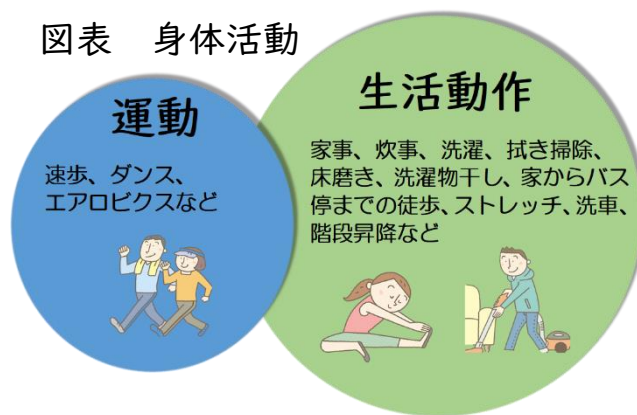 図表　身体活動
運動
速歩、ダンス、
エアロビクスなど
生活動作
家事、炊事、洗濯、拭き掃除、
床磨き、洗濯物干し、家からバス
停までの徒歩、ストレッチ、洗車、
階段昇降など